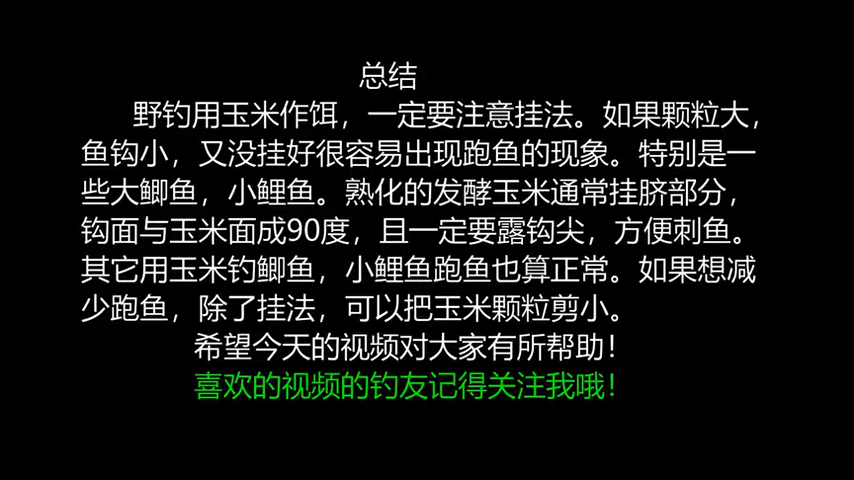 总结
野钓用玉米作饵，一定要注意挂法。如果颗粒大，
鱼钩小，又没挂好很容易出现跑鱼的现象。特别是一
些大鲫鱼，小鲤鱼。熟化的发酵玉米通常挂脐部分，
钩面与玉米面成90度，且一定要露钩尖，方便刺鱼。
其它用玉米钓鲫鱼，小鲤鱼跑鱼也算正常。如果想减
少跑鱼，除了挂法，可以把玉米颗粒剪小。
希望今天的视频对大家有所帮助！
喜欢的视频的钓友记得关注我哦！